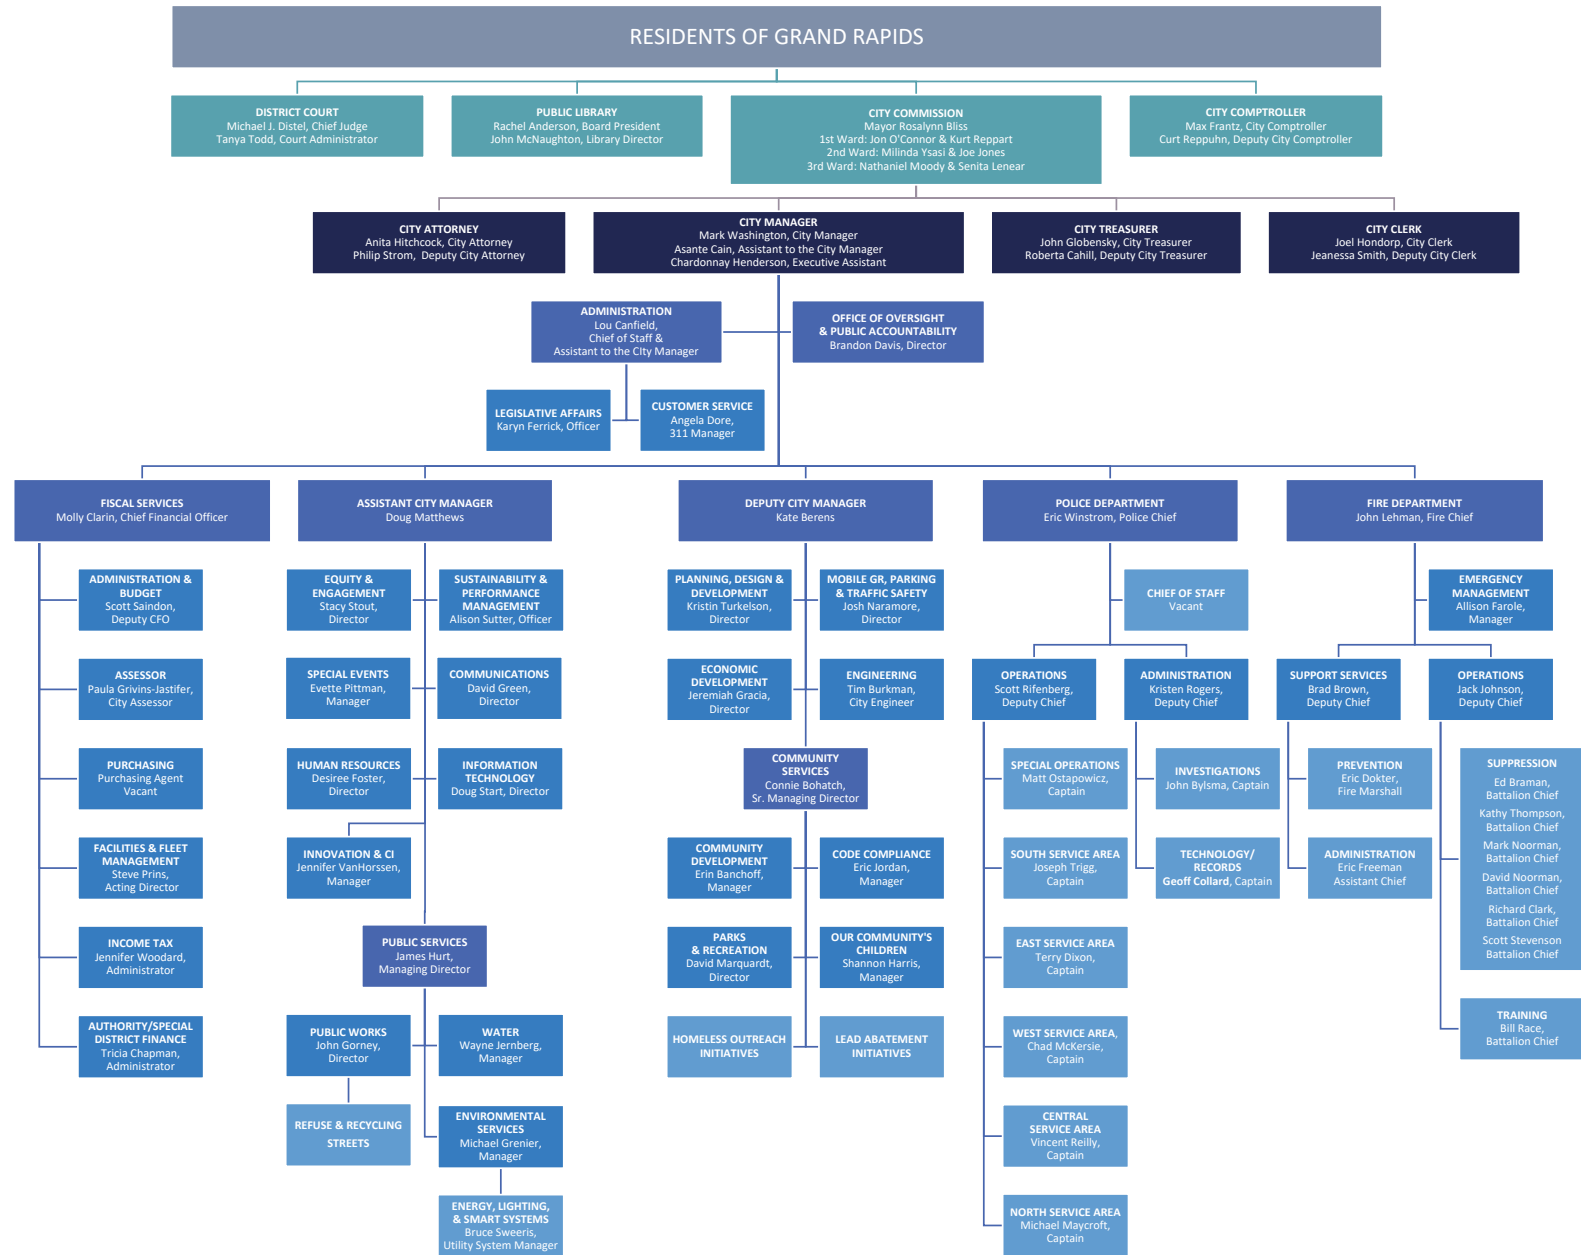 RESIDENTS OF GRAND RAPIDS
DISTRICT COURT
Michael J. Distel, Chief Judge
Tanya Todd, Court Administrator
PUBLIC LIBRARY
Rachel Anderson, Board President
John McNaughton, Library Director
CITY COMMISSION
Mayor Rosalynn Bliss
1st Ward: Jon O'Connor & Kurt Reppart
2nd Ward: Milinda Ysasi & Joe Jones
3rd Ward: Nathaniel Moody & Senita Lenear
CITY COMPTROLLER
Max Frantz, City Comptroller
Curt Reppuhn, Deputy City Comptroller
CITY ATTORNEY
Anita Hitchcock, City Attorney
Philip Strom, Deputy City Attorney
CITY MANAGER
Mark Washington, City Manager
Asante Cain, Assistant to the City Manager
Chardonnay Henderson, Executive Assistant
CITY TREASURER
John Globensky, City Treasurer
Roberta Cahill, Deputy City Treasurer
CITY CLERK
Joel Hondorp, City Clerk
Jeanessa Smith, Deputy City Clerk
ADMINISTRATION
Lou Canfield,
Chief of Staff &
Assistant to the CIty Manager
OFFICE OF OVERSIGHT
& PUBLIC ACCOUNTABILITY
Brandon Davis, Director
LEGISLATIVE AFFAIRS
Karyn Ferrick, Officer
CUSTOMER SERVICE
Angela Dore,
311 Manager
FISCAL SERVICES
Molly Clarin, Chief Financial Officer
ASSISTANT CITY MANAGER
Doug Matthews
DEPUTY CITY MANAGER
Kate Berens
POLICE DEPARTMENT
Eric Winstrom, Police Chief
FIRE DEPARTMENT
John Lehman, Fire Chief
ADMINISTRATION &
BUDGET
Scott Saindon,
Deputy CFO
ASSESSOR
Paula Grivins-Jastifer,
City Assessor
PURCHASING
Purchasing Agent
Vacant
FACILITIES & FLEET
MANAGEMENT
Steve Prins,
Acting Director
INCOME TAX
Jennifer Woodard,
Administrator
AUTHORITY/SPECIAL
DISTRICT FINANCE
Tricia Chapman,
Administrator
EQUITY &
ENGAGEMENT
Stacy Stout,
Director
SUSTAINABILITY &
PERFORMANCE
MANAGEMENT
Alison Sutter, Officer
SPECIAL EVENTS
Evette Pittman,
Manager
COMMUNICATIONS
David Green,
Director
HUMAN RESOURCES
Desiree Foster,
Director
INFORMATION
TECHNOLOGY
Doug Start, Director
INNOVATION & CI
Jennifer VanHorssen,
Manager
PUBLIC SERVICES
James Hurt,
Managing Director
PUBLIC WORKS
John Gorney,
Director
WATER
Wayne Jernberg,
Manager
REFUSE & RECYCLING
STREETS
ENVIRONMENTAL
SERVICES
Michael Grenier,
Manager
ENERGY, LIGHTING,
& SMART SYSTEMS
Bruce Sweeris,
Utility System Manager
PLANNING, DESIGN &
DEVELOPMENT
Kristin Turkelson,
Director
MOBILE GR, PARKING
& TRAFFIC SAFETY
Josh Naramore,
Director
ECONOMIC
DEVELOPMENT
Jeremiah Gracia,
Director
ENGINEERING
Tim Burkman,
City Engineer
COMMUNITY
SERVICES
Connie Bohatch,
Sr. Managing Director
COMMUNITY
DEVELOPMENT
Erin Banchoff,
Manager
CODE COMPLIANCE
Eric Jordan,
Manager
PARKS
& RECREATION
David Marquardt,
Director
OUR COMMUNITY'S
CHILDREN
Shannon Harris,
Manager
HOMELESS OUTREACH
INITIATIVES
LEAD ABATEMENT
INITIATIVES
CHIEF OF STAFF
Vacant
OPERATIONS
Scott Rifenberg,
Deputy Chief
ADMINISTRATION
Kristen Rogers,
Deputy Chief
SPECIAL OPERATIONS
Matt Ostapowicz,
Captain
INVESTIGATIONS
John Bylsma, Captain
SOUTH SERVICE AREA
Joseph Trigg,
Captain
TECHNOLOGY/
RECORDS
Geoff Collard, Captain
EAST SERVICE AREA
Terry Dixon,
Captain
WEST SERVICE AREA,
Chad McKersie,
Captain
CENTRAL
SERVICE AREA
Vincent Reilly,
Captain
NORTH SERVICE AREA
Michael Maycroft,
Captain
EMERGENCY
MANAGEMENT
Allison Farole,
Manager
SUPPORT SERVICES
Brad Brown,
Deputy Chief
OPERATIONS
Jack Johnson,
Deputy Chief
PREVENTION
Eric Dokter,
Fire Marshall
ADMINISTRATION
Eric Freeman
Assistant Chief
SUPPRESSION
Ed Braman,
Battalion Chief
Kathy Thompson,
Battalion Chief
Mark Noorman,
Battalion Chief
David Noorman,
Battalion Chief
Richard Clark,
Battalion Chief
Scott Stevenson
Battalion Chief
TRAINING
Bill Race,
Battalion Chief